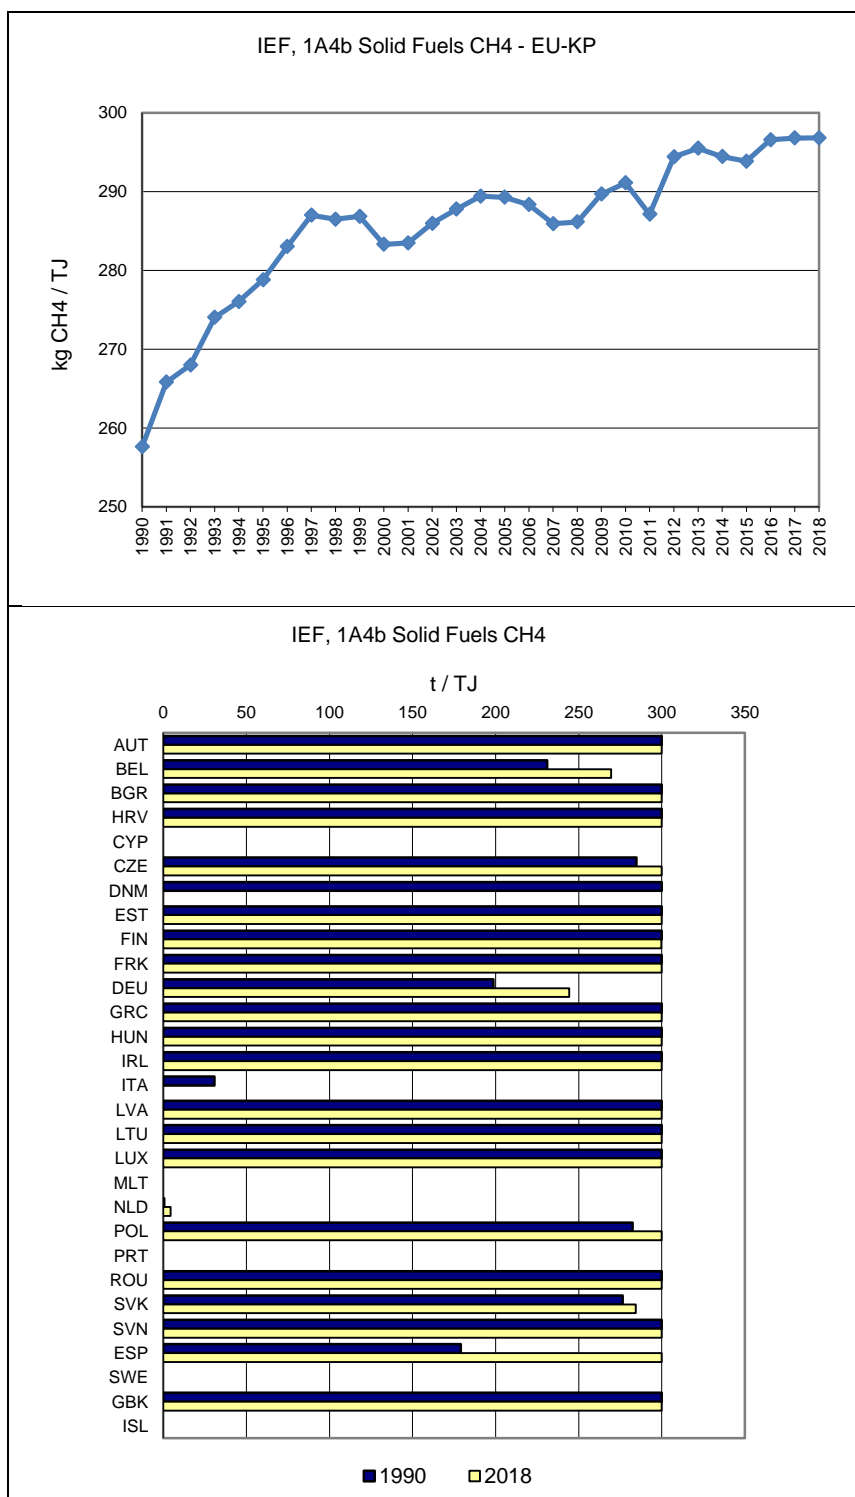 IEF, 1A4b Solid Fuels CH4 - EU-KP
300
290
280
270
260
250
kg CH4 / TJ
1990 1991 1992 1993 1994 1995 1996 1997 1998 1999 2000 2001 2002 2003 2004 2005 2006 2007 2008 2009 2010 2011 2012 2013 2014 2015 2016 2017 2018
IEF, 1A4b Solid Fuels CH4
t / TJ
0 50 100 150 200 250 300 350
AUT
BEL
BGR
HRV
CYP
CZE
DNM
EST
FIN
FRK
DEU
GRC
HUN
IRL
ITA
LVA
LTU
LUX
MLT
NLD
POL
PRT
ROU
SVK
SVN
ESP
SWE
GBK
ISL
1990 2018